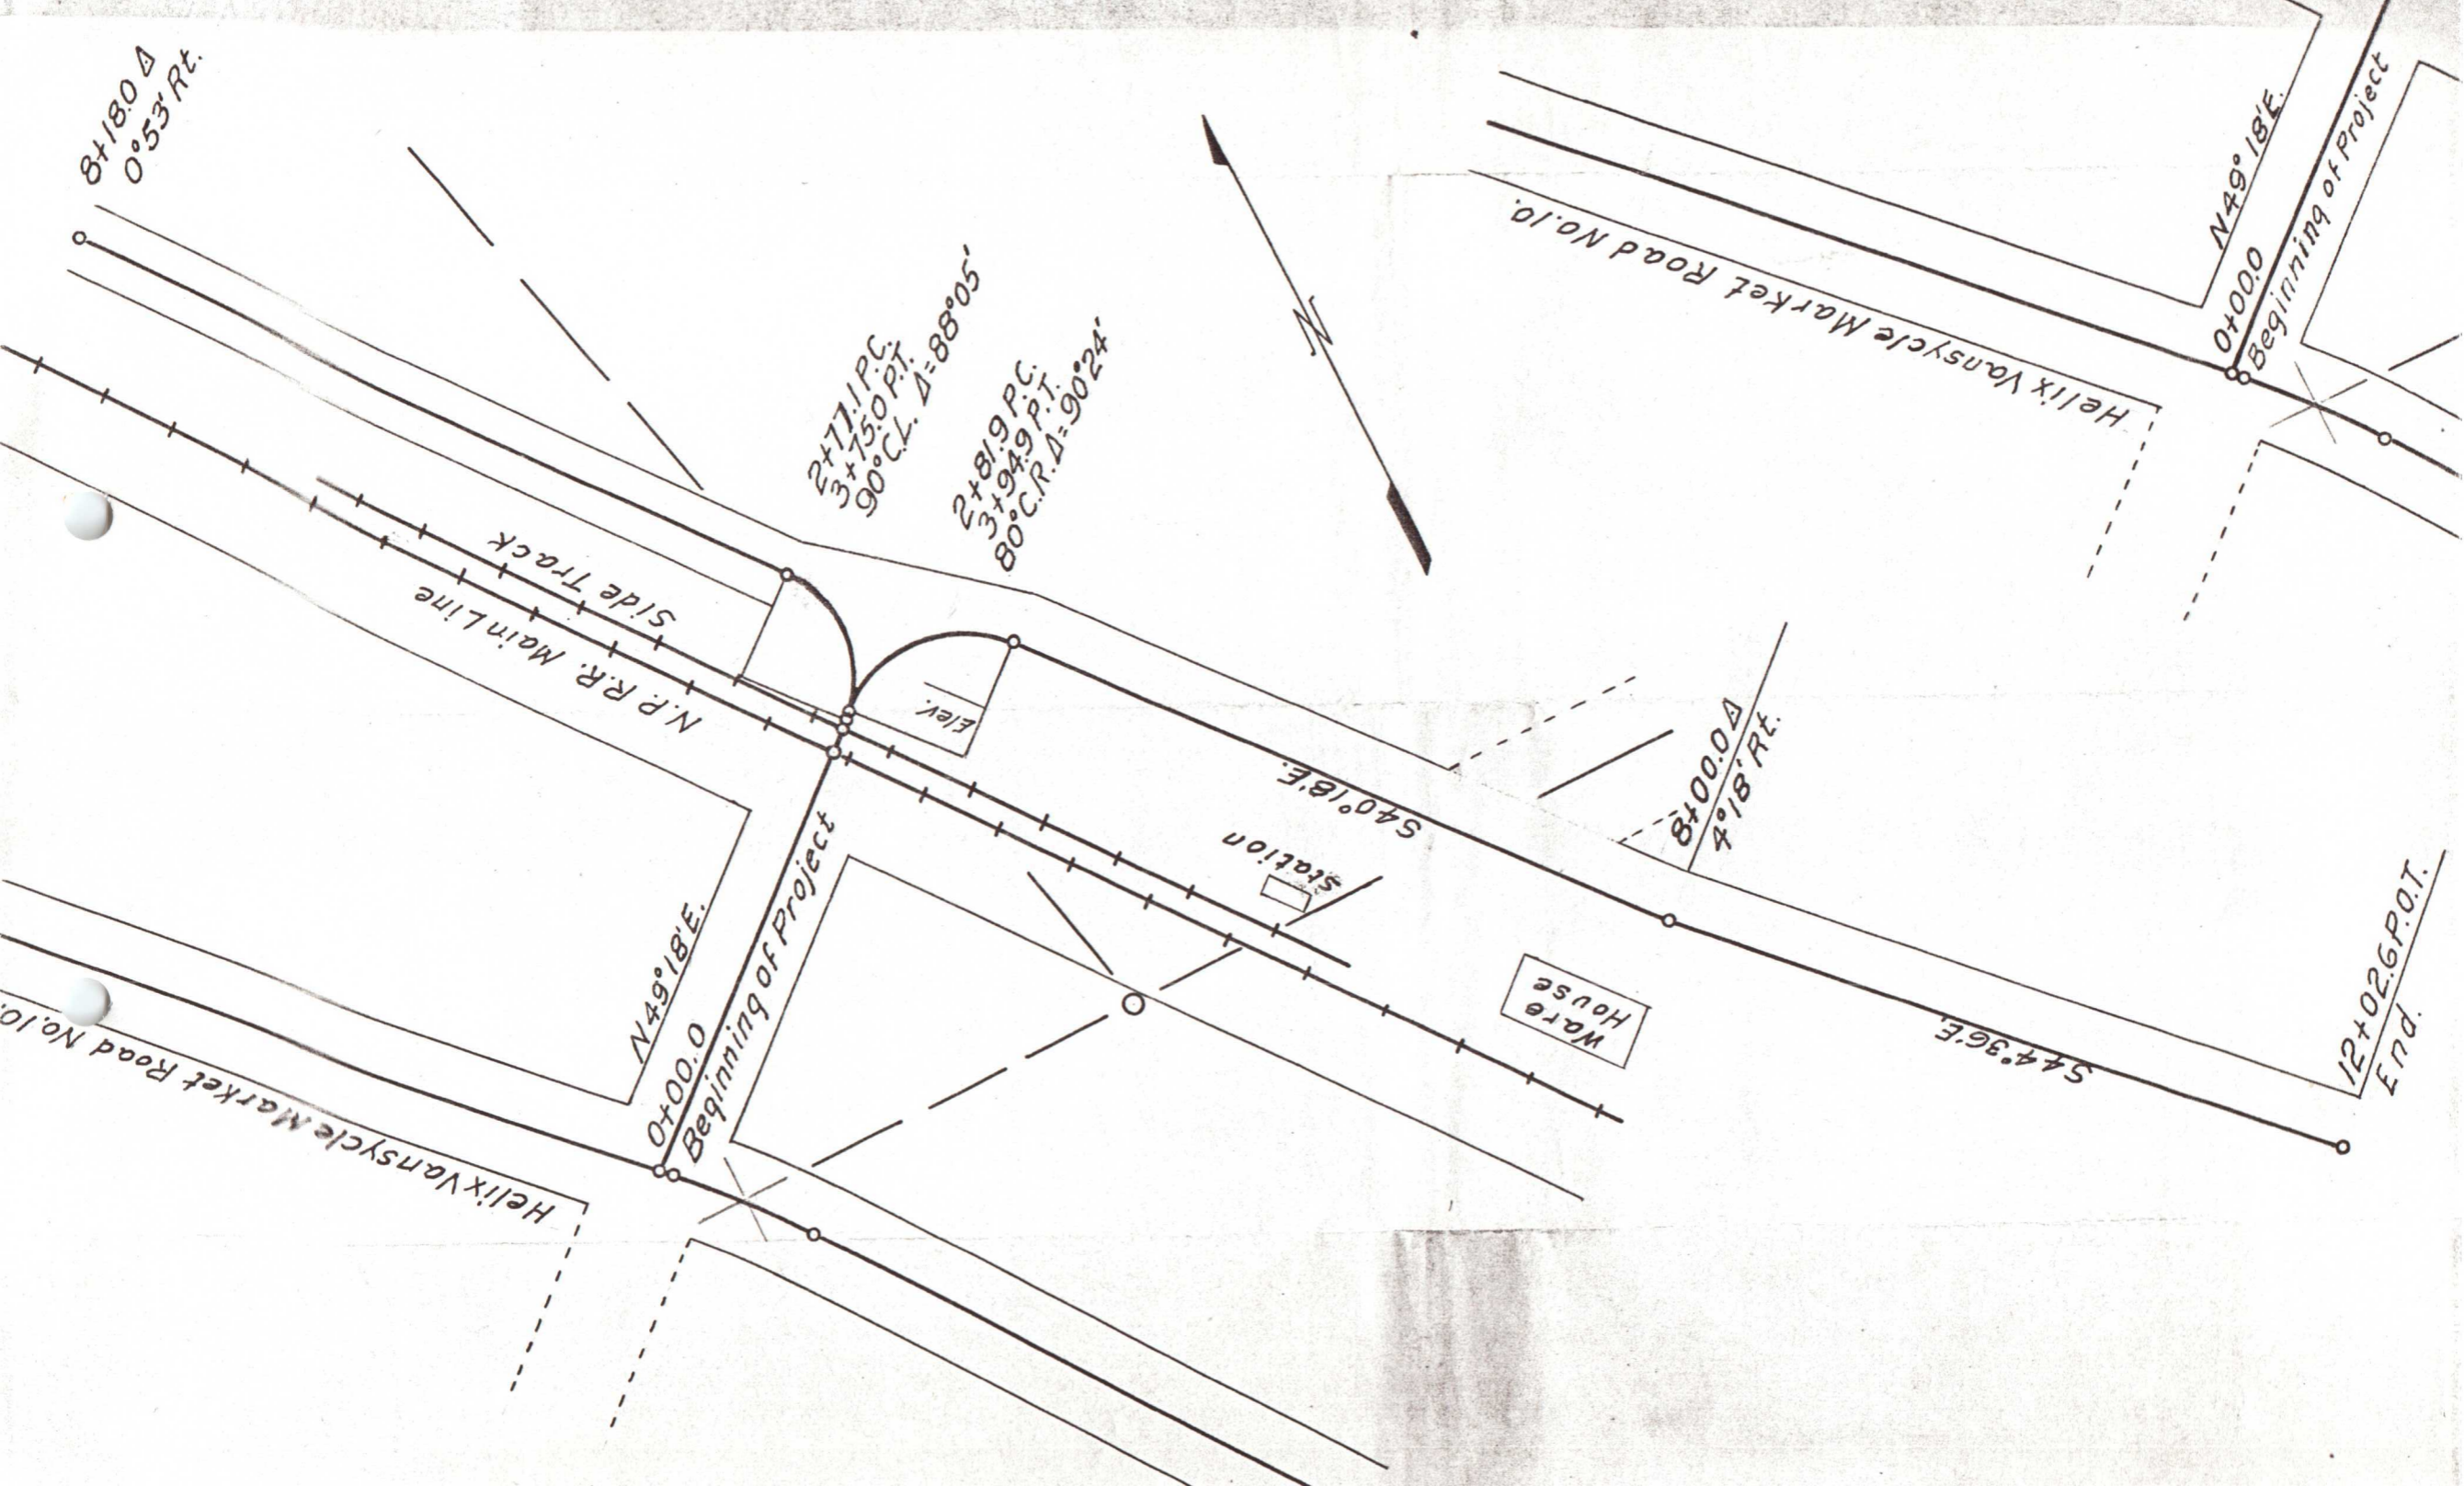 8+18.0 Δ
0°53' Rt.
2+77.1 P.C.
3+75.0 P.T.
90°C.L. Δ=88°05'
2+81.9 P.C.
3+94.9 P.T.
80°C.R. Δ=90°24'
N
N49°18'E.
Beginning of Project
0+00.0
Helix Vansycle Market Road No.10.
Side Track
N.P. R.R. Main Line
Elev.
S40°18'E.
Station
8+00.0 Δ
4°18' Rt.
Ware
House
S44°36'E.
12+02.6 P.O.T.
End.
N49°18'E.
Beginning of Project
0+00.0
Helix Vansycle Market Road No.10.